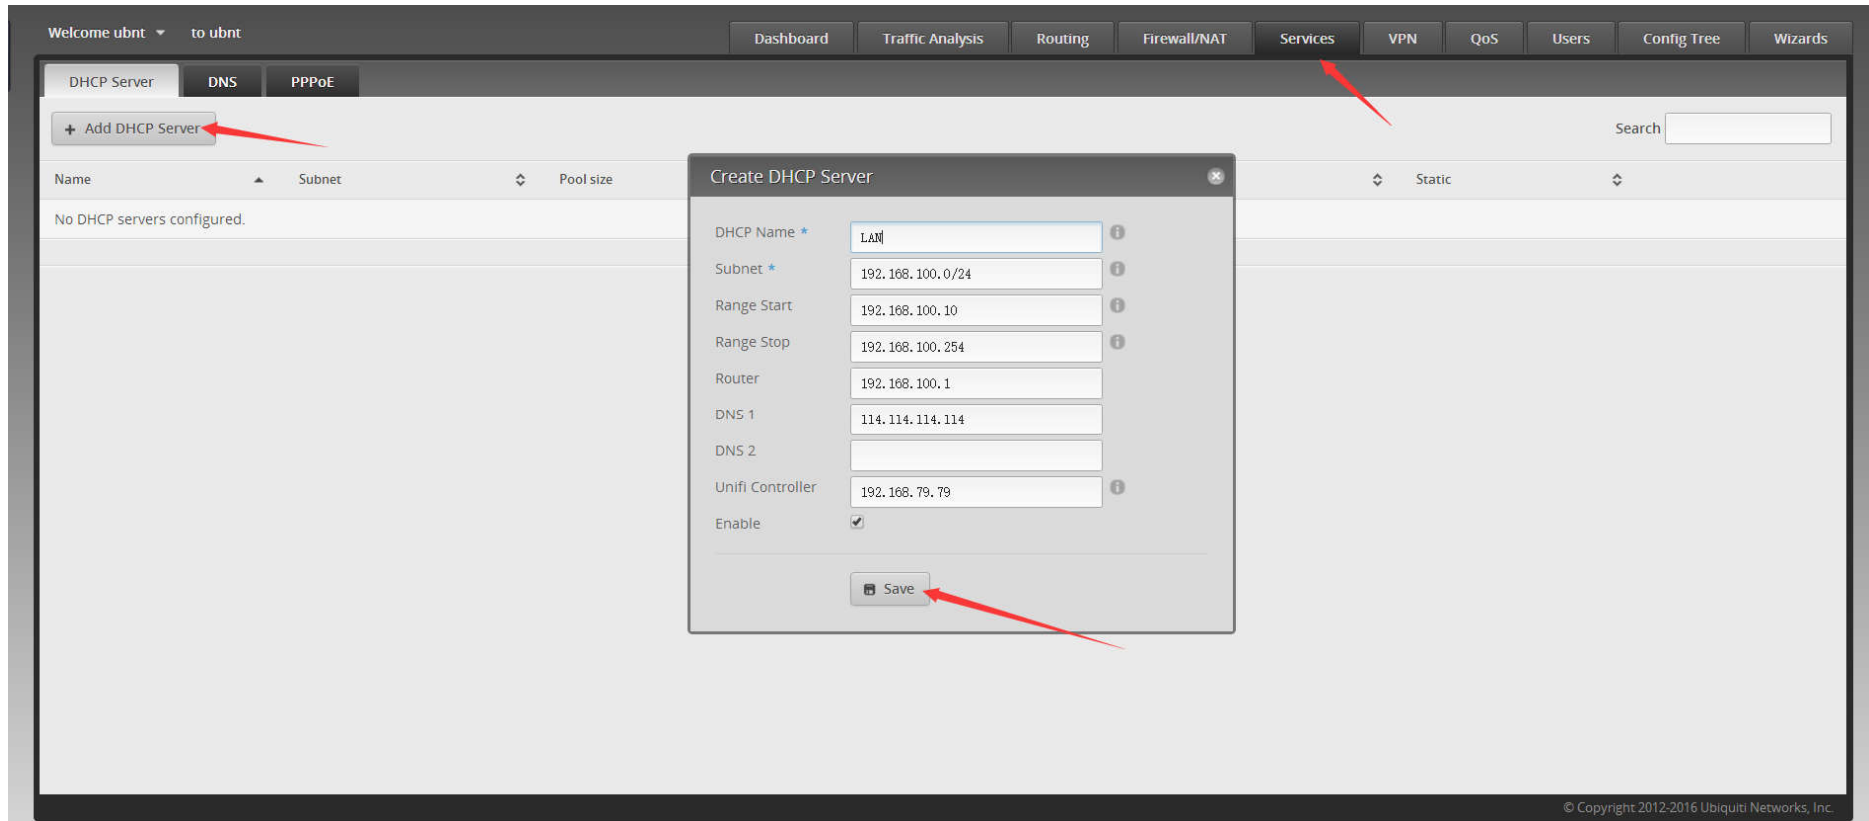 Welcome ubnt to ubnt
Dashboard Traffic Analysis Routing Firewall/NAT Services VPN QoS Users Config Tree Wizards
DHCP Server DNS PPPoE
+ Add DHCP Server
Search
Name Subnet Pool size Static
No DHCP servers configured.
Create DHCP Server
DHCP Name * LAN
Subnet * 192.168.100.0/24
Range Start 192.168.100.10
Range Stop 192.168.100.254
Router 192.168.100.1
DNS 1 114.114.114.114
DNS 2
Unifi Controller 192.168.79.79
Enable
Save
© Copyright 2012-2016 Ubiquiti Networks, Inc.